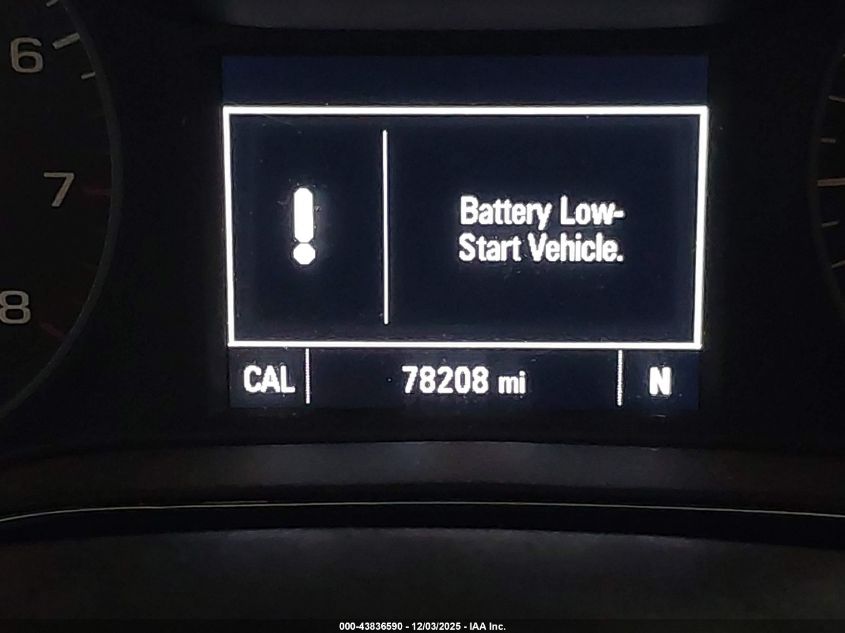 6
7
8
Battery Low-
Start Vehicle.
CAL 78208 mi N
000-43836590 - 12/03/2025 - IAA Inc.